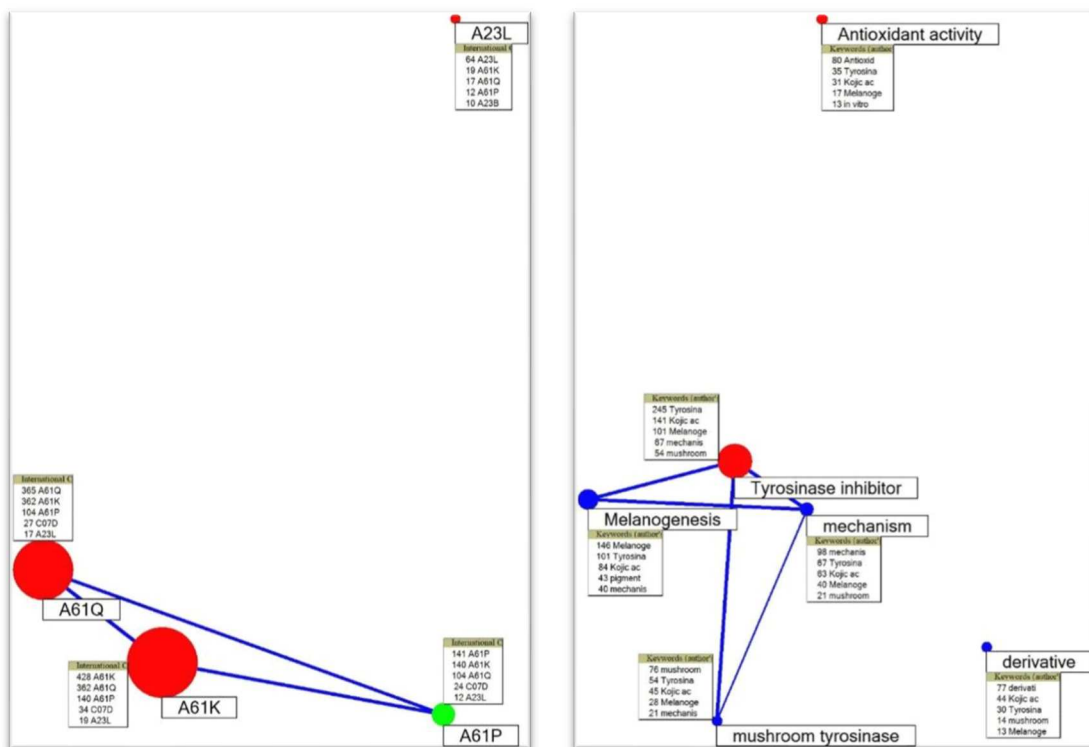 A23L
International C
64 A23L
19 A61K
17 A61Q
12 A61P
10 A23B
International C
365 A61Q
362 A61K
104 A61P
27 C07D
17 A23L
A61Q
International C
428 A61K
362 A61Q
140 A61P
34 C07D
19 A23L
A61K
International C
141 A61P
140 A61K
104 A61Q
24 C07D
12 A23L
A61P
Antioxidant activity
Keywords (author')
80 Antioxid
35 Tyrosina
31 Kojic ac
17 Melanoge
13 in vitro
Keywords (author')
245 Tyrosina
141 Kojic ac
101 Melanoge
67 mechanis
54 mushroom
Tyrosinase inhibitor
Melanogenesis
Keywords (author')
146 Melanoge
101 Tyrosina
84 Kojic ac
43 pigment
40 mechanis
mechanism
Keywords (author')
98 mechanis
67 Tyrosina
63 Kojic ac
40 Melanoge
21 mushroom
Keywords (author')
76 mushroom
54 Tyrosina
45 Kojic ac
28 Melanoge
21 mechanis
mushroom tyrosinase
derivative
Keywords (author')
77 derivati
44 Kojic ac
30 Tyrosina
14 mushroom
13 Melanoge